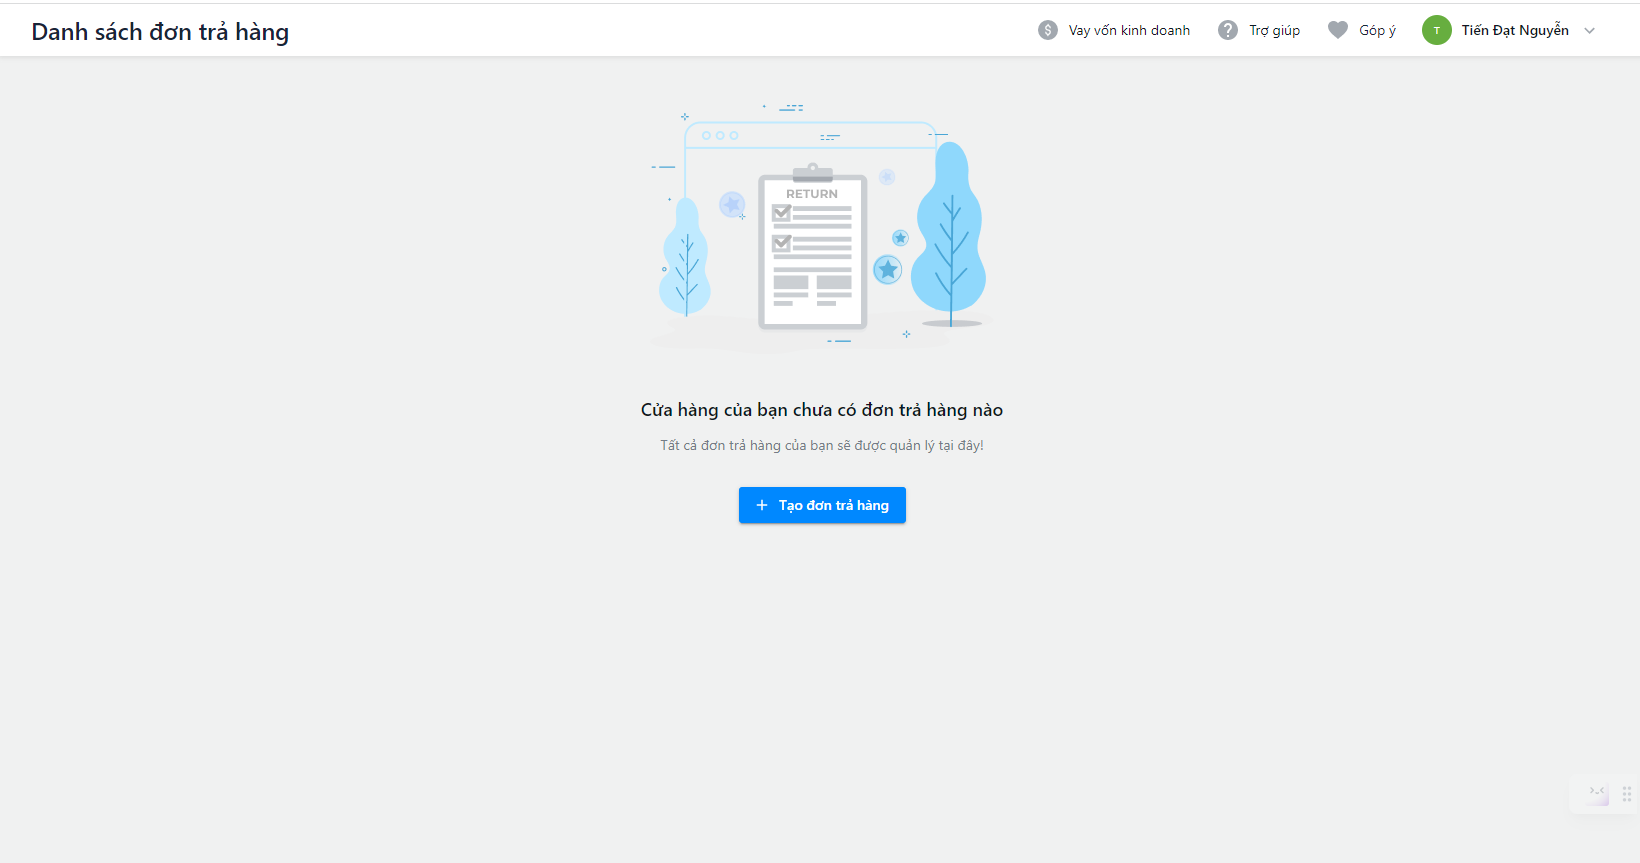 Danh sách đơn trả hàng
Vay vốn kinh doanh
Trợ giúp
Góp ý
T
Tiến Đạt Nguyễn
RETURN
Cửa hàng của bạn chưa có đơn trả hàng nào
Tất cả đơn trả hàng của bạn sẽ được quản lý tại đây!
Tạo đơn trả hàng